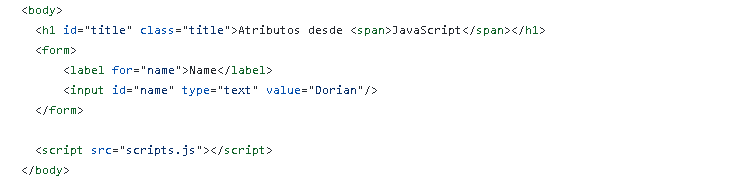 <body>
<h1 id="title" class="title">Atributos desde <span>JavaScript</span></h1>
<form>
<label for="name">Name</label>
<input id="name" type="text" value="Dorian"/>
</form>
<script src="scripts.js"></script>
</body>